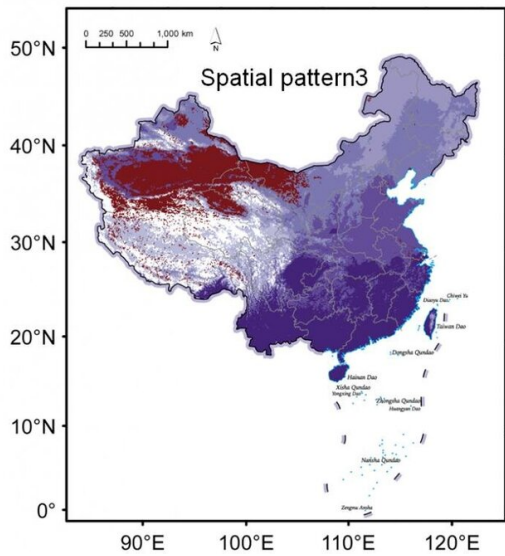 50°N
0 250 500 1,000 km
N
Spatial pattern3
40°N
30°N
Diaoyu Dao
Chiwei Yu
20°N
Taiwan Dao
Dongsha Qundao
Hainan Dao
Xisha Qundao
Yongxing Dao
Zhongsha Qundao
Huangyan Dao
10°N
Nansha Qundao
0°
Zengmu Ansha
90°E 100°E 110°E 120°E